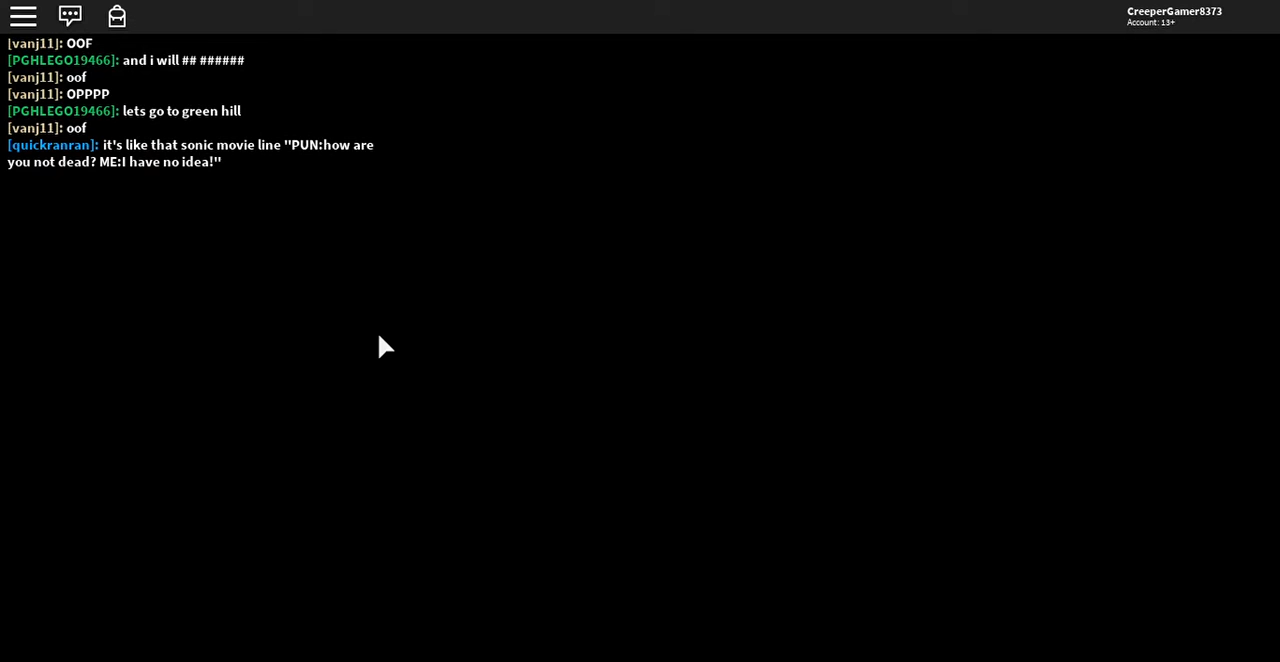 CreeperGamer8373
Account: 13+
[vanj11]: OOF
[PGHLEGO19466]: and i will ## ######
[vanj11]: oof
[vanj11]: OPPPP
[PGHLEGO19466]: lets go to green hill
[vanj11]: oof
[quickranran]: it's like that sonic movie line "PUN:how are
you not dead? ME:I have no idea!"